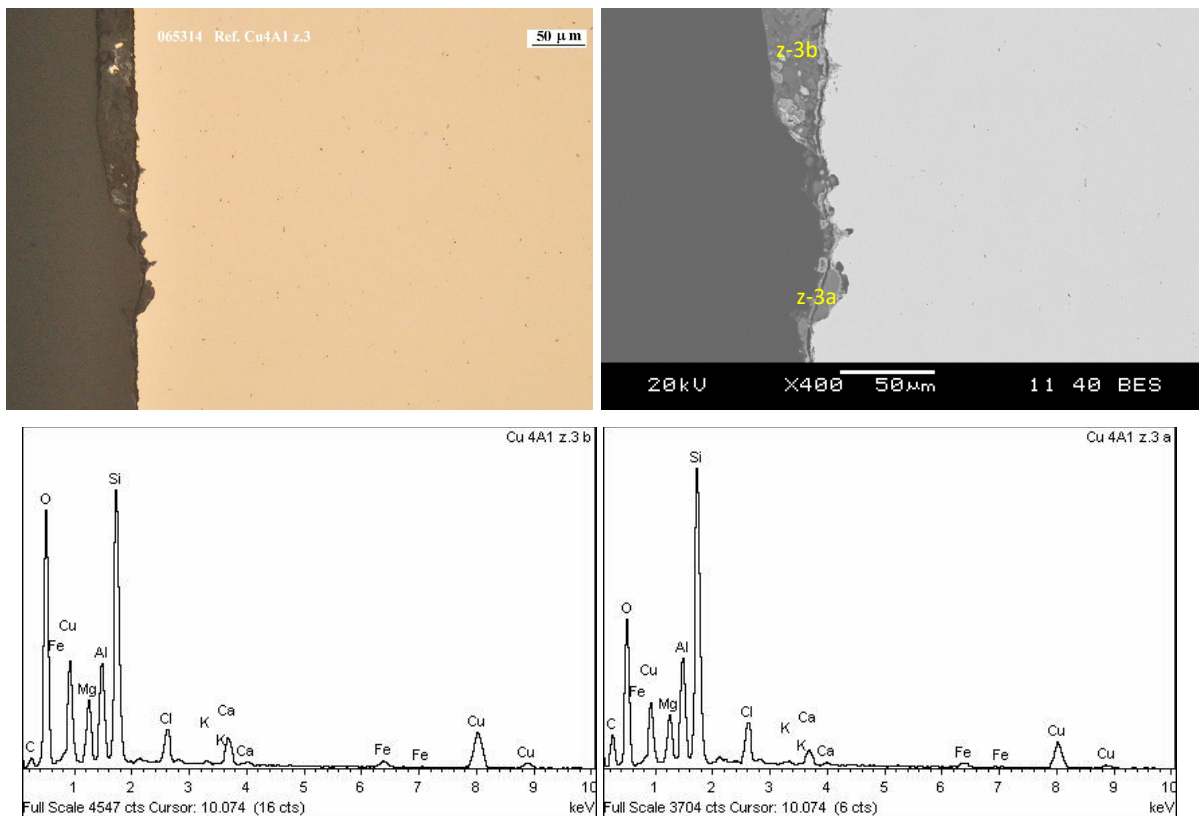 065314 Ref. Cu4A1 z.3
50 μm
z-3b
z-3a
20kV X400 50μm 11 40 BES
Cu 4A1 z.3 b
O
Si
Cu
Fe
Al
Mg
Cl
K
Ca
K
Ca
C
Fe
Fe
Cu
Cu
1 2 3 4 5 6 7 8 9 10
Full Scale 4547 cts Cursor: 10.074 (16 cts) keV
Cu 4A1 z.3 a
Si
O
Al
Cu
Fe
Mg
C
Cl
K
Ca
K
Ca
Fe
Fe
Cu
Cu
1 2 3 4 5 6 7 8 9 10
Full Scale 3704 cts Cursor: 10.074 (6 cts) keV